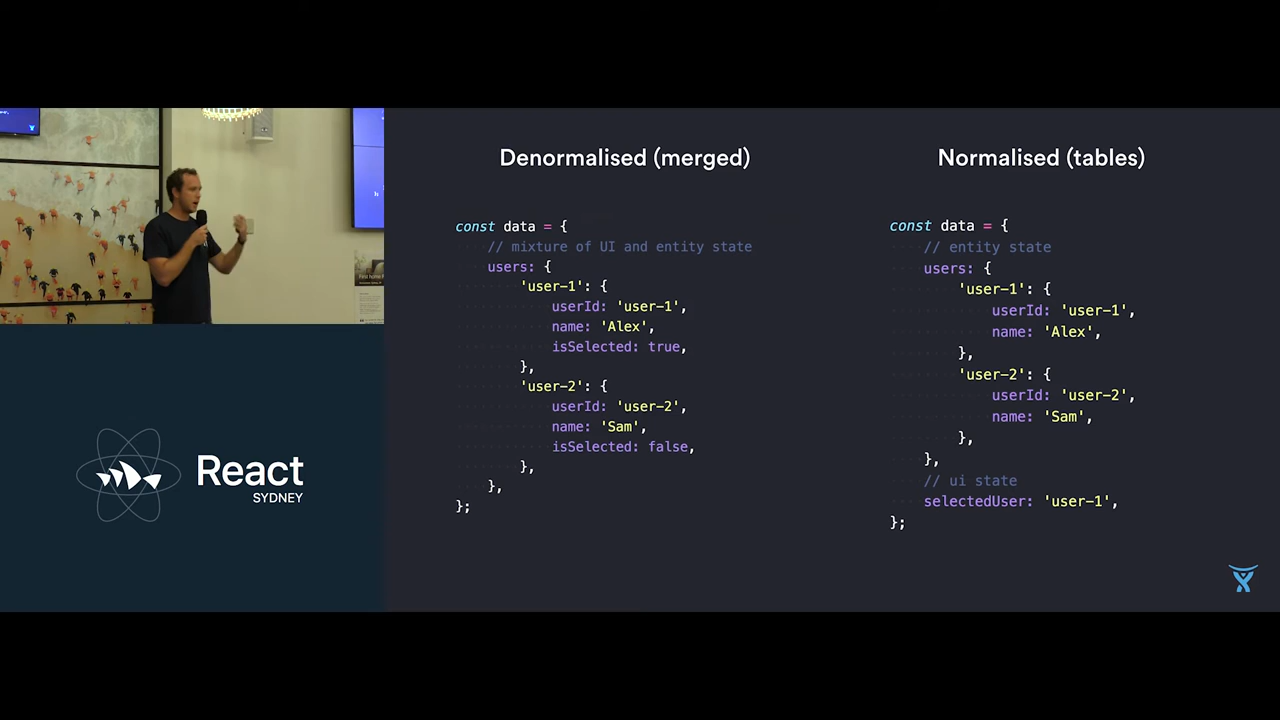 Denormalised (merged)
const data = {
// mixture of UI and entity state
users: {
'user-1': {
userId: 'user-1',
name: 'Alex',
isSelected: true,
},
'user-2': {
userId: 'user-2',
name: 'Sam',
isSelected: false,
},
},
};
Normalised (tables)
const data = {
// entity state
users: {
'user-1': {
userId: 'user-1',
name: 'Alex',
},
'user-2': {
userId: 'user-2',
name: 'Sam',
},
},
// ui state
selectedUser: 'user-1',
};
React
SYDNEY